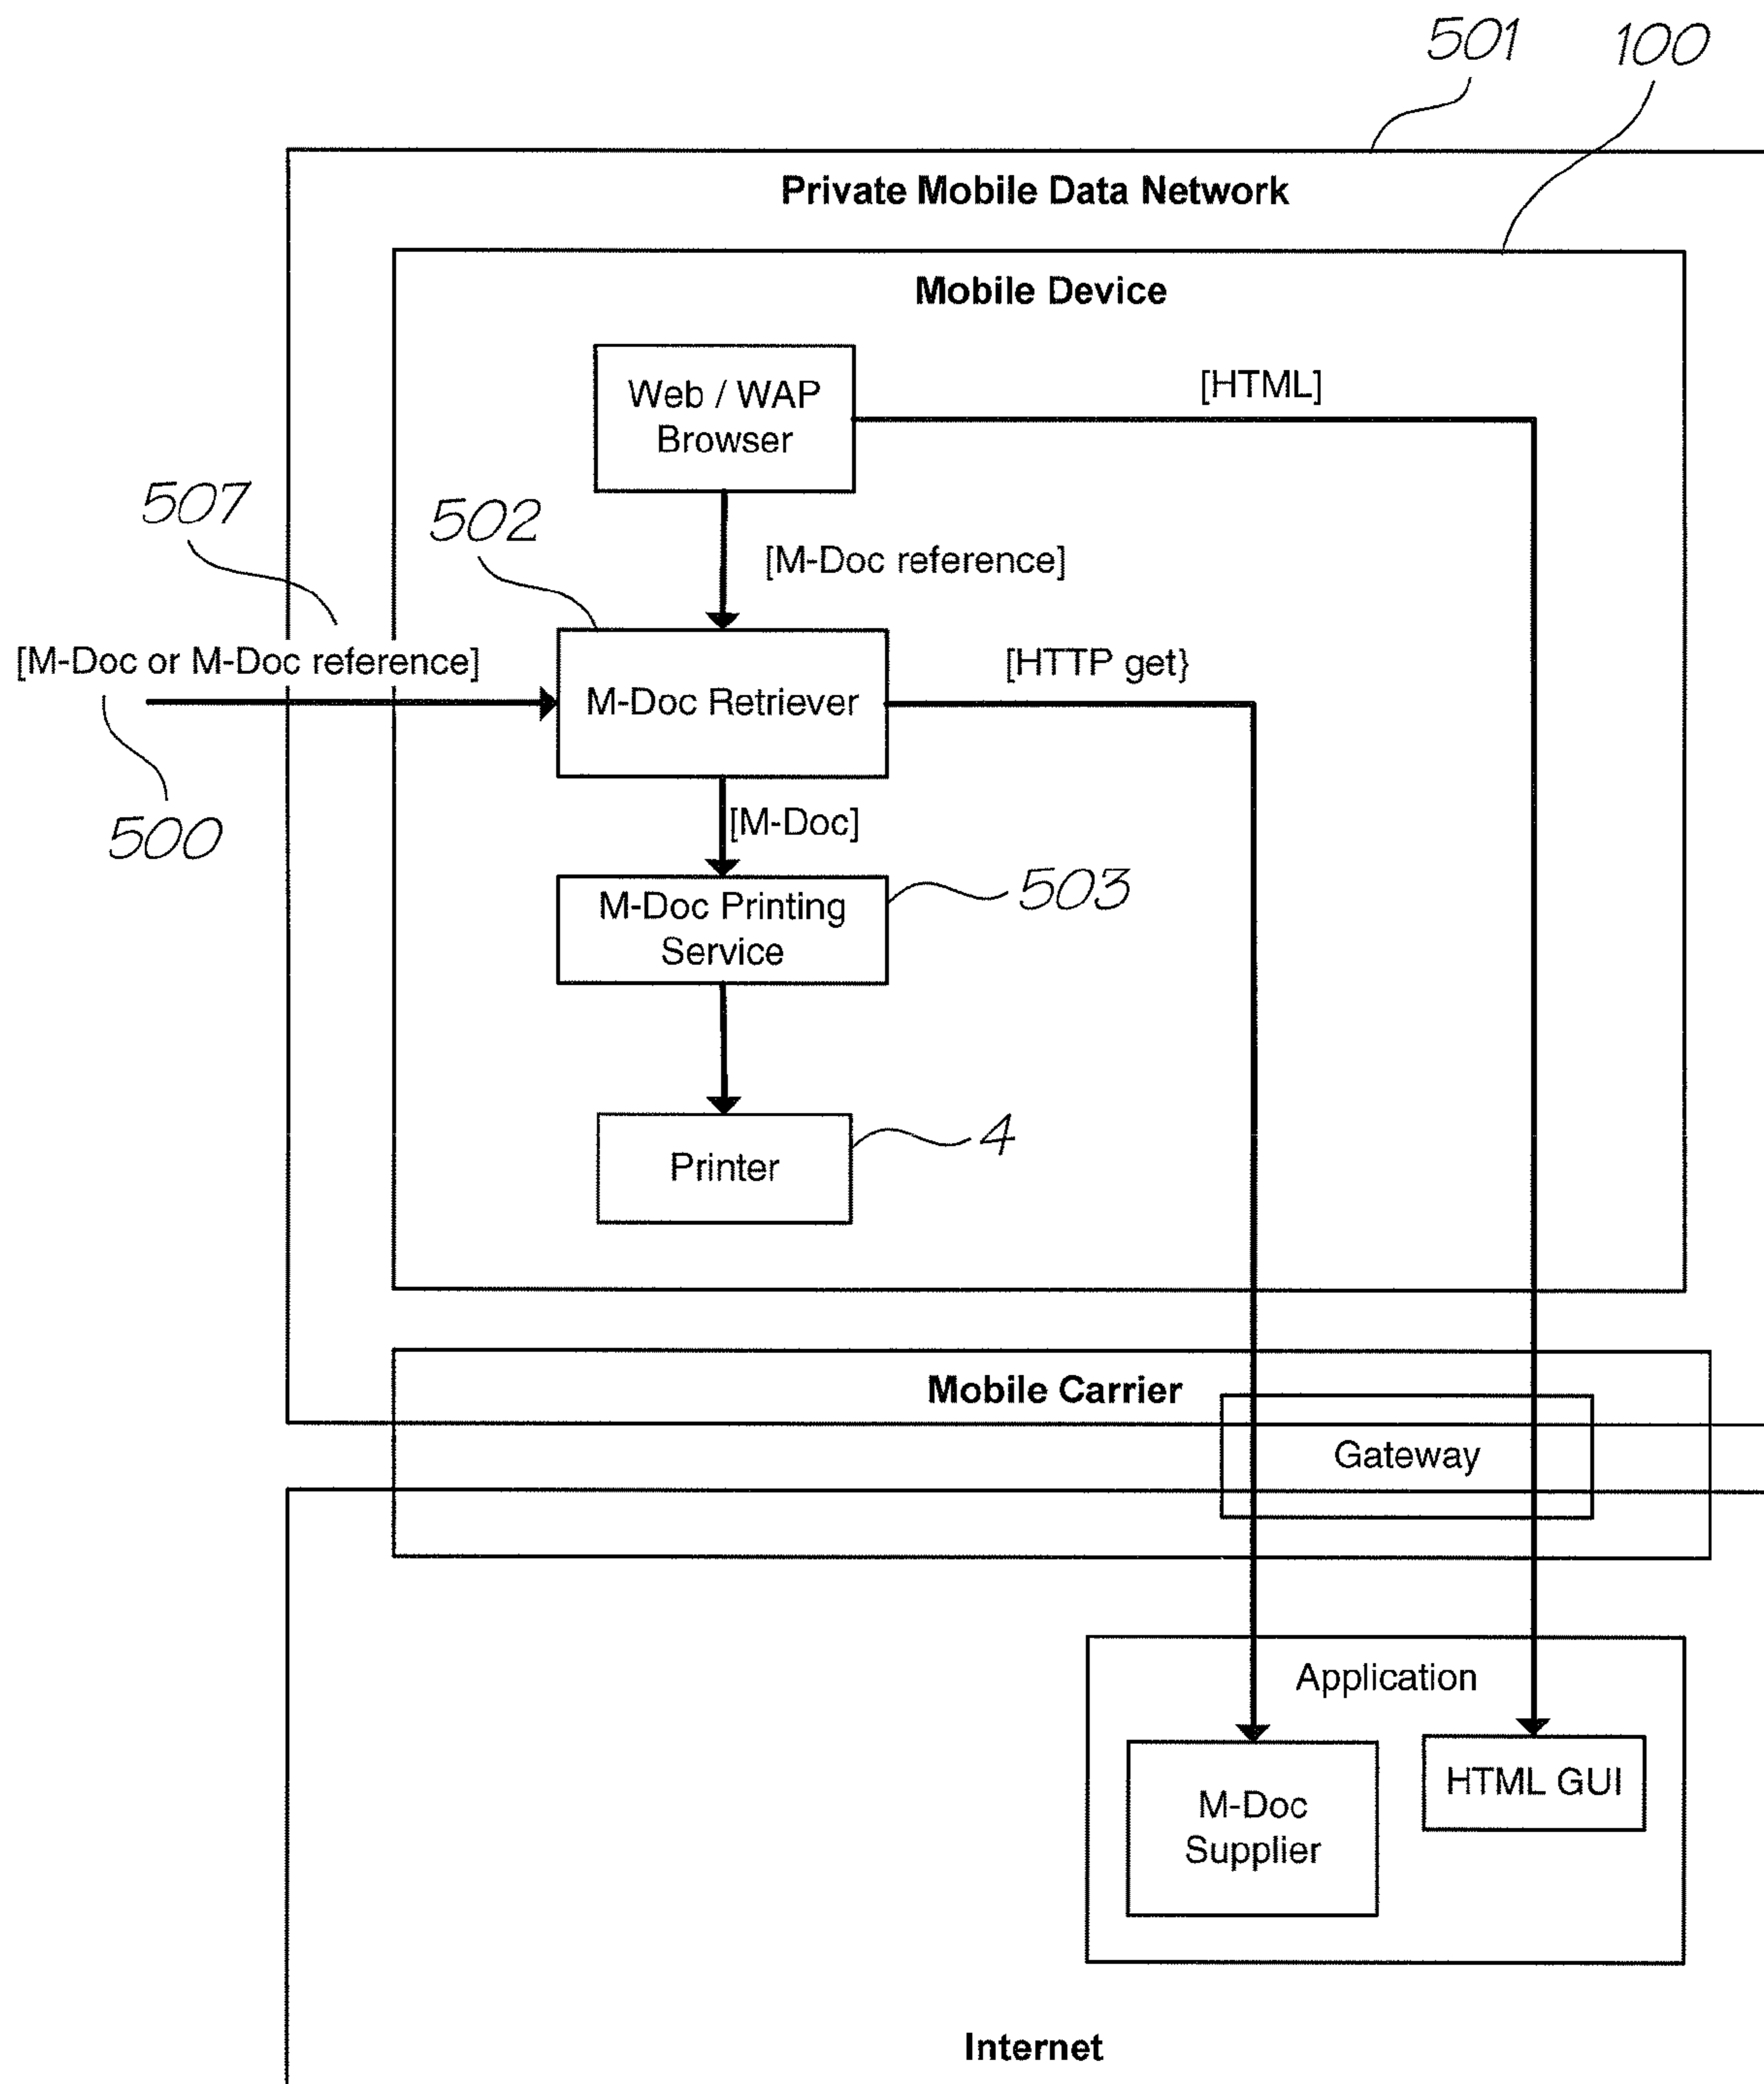 501
100
Private Mobile Data Network
Mobile Device
Web / WAP
Browser
[HTML]
507
502
[M-Doc reference]
[M-Doc or M-Doc reference]
M-Doc Retriever
[HTTP get}
500
[M-Doc]
M-Doc Printing
Service
503
Printer
4
Mobile Carrier
Gateway
Application
M-Doc
Supplier
HTML GUI
Internet